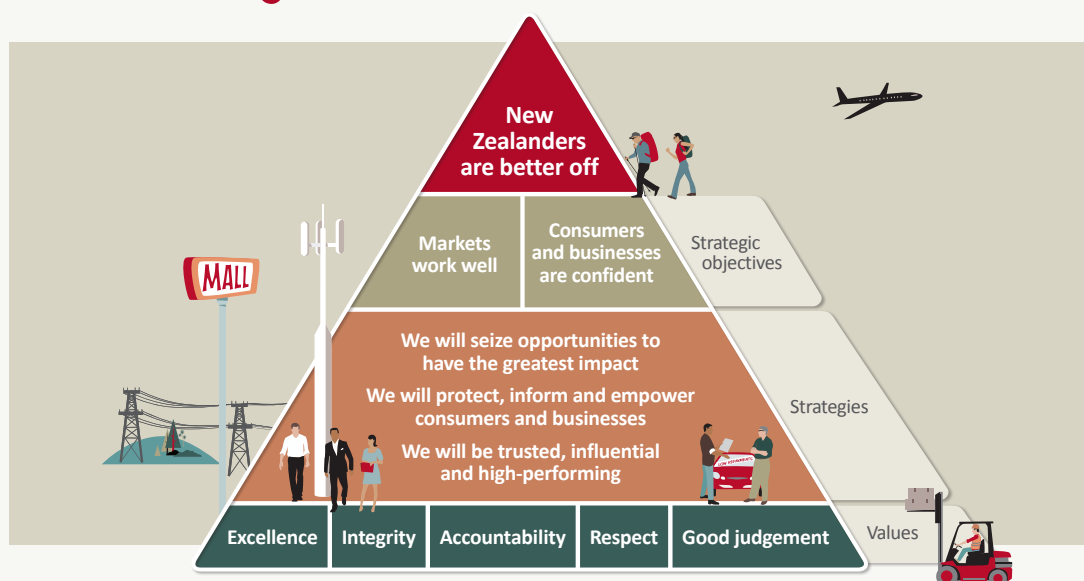 New
Zealanders
are better off
Markets
work well
Consumers
and businesses
are confident
Strategic
objectives
MALL
We will seize opportunities to
have the greatest impact
We will protect, inform and empower
consumers and businesses
We will be trusted, influential
and high-performing
Strategies
LOW REPAYMENTS
Excellence
Integrity
Accountability
Respect
Good judgement
Values